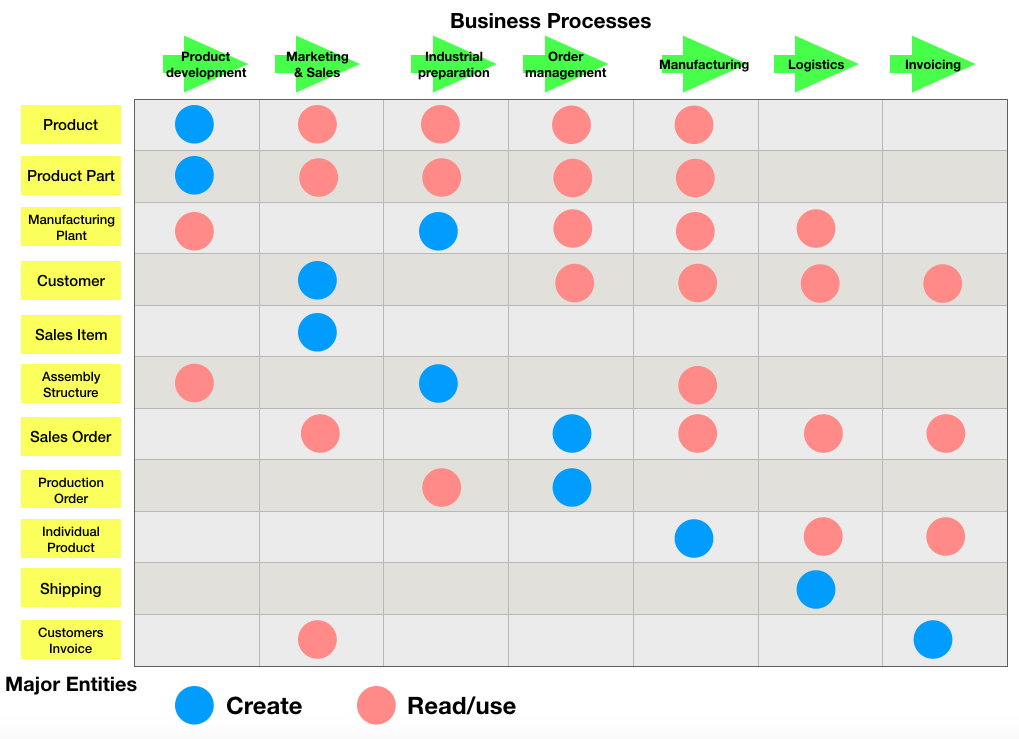 Business Processes
Product
development
Marketing
& Sales
Industrial
preparation
Order
management
Manufacturing
Logistics
Invoicing
Product
Product Part
Manufacturing
Plant
Customer
Sales Item
Assembly
Structure
Sales Order
Production
Order
Individual
Product
Shipping
Customers
Invoice
Major Entities
Create
Read/use